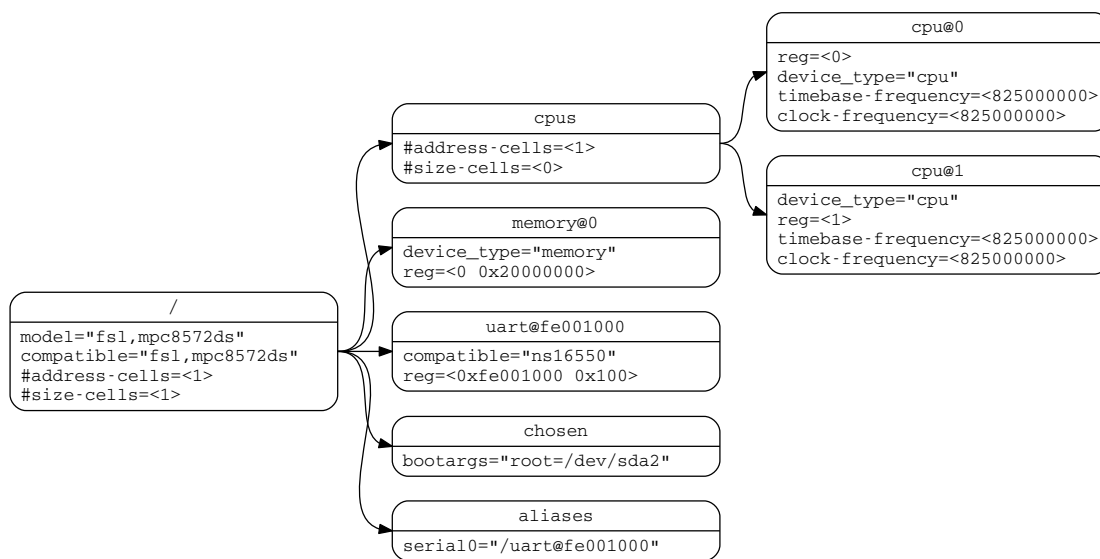 /
model="fsl,mpc8572ds"
compatible="fsl,mpc8572ds"
#address-cells=<1>
#size-cells=<1>
cpus
#address-cells=<1>
#size-cells=<0>
memory@0
device_type="memory"
reg=<0 0x20000000>
uart@fe001000
compatible="ns16550"
reg=<0xfe001000 0x100>
chosen
bootargs="root=/dev/sda2"
aliases
serial0="/uart@fe001000"
cpu@0
reg=<0>
device_type="cpu"
timebase-frequency=<825000000>
clock-frequency=<825000000>
cpu@1
device_type="cpu"
reg=<1>
timebase-frequency=<825000000>
clock-frequency=<825000000>